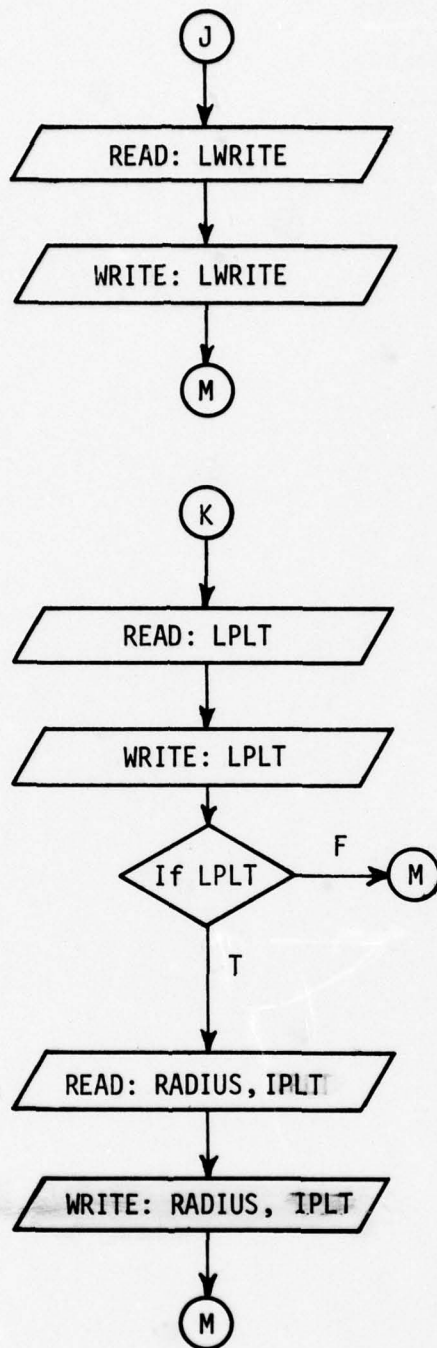 J
READ: LWRITE
WRITE: LWRITE
M
K
READ: LPLT
WRITE: LPLT
If LPLT
F
M
T
READ: RADIUS, IPLT
WRITE: RADIUS, IPLT
M